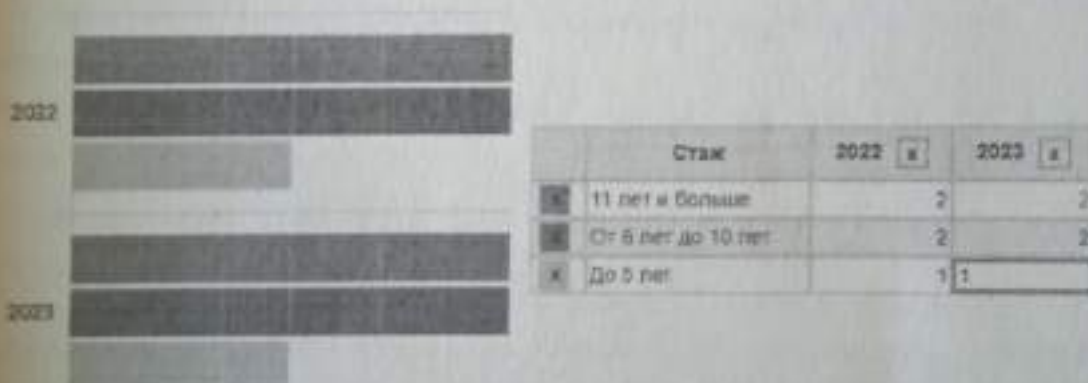 2022
Стаж 2022 x 2023 x
x 11 лет и больше 2 2
x От 6 лет до 10 лет 2 2
x До 5 лет 1 1
2023